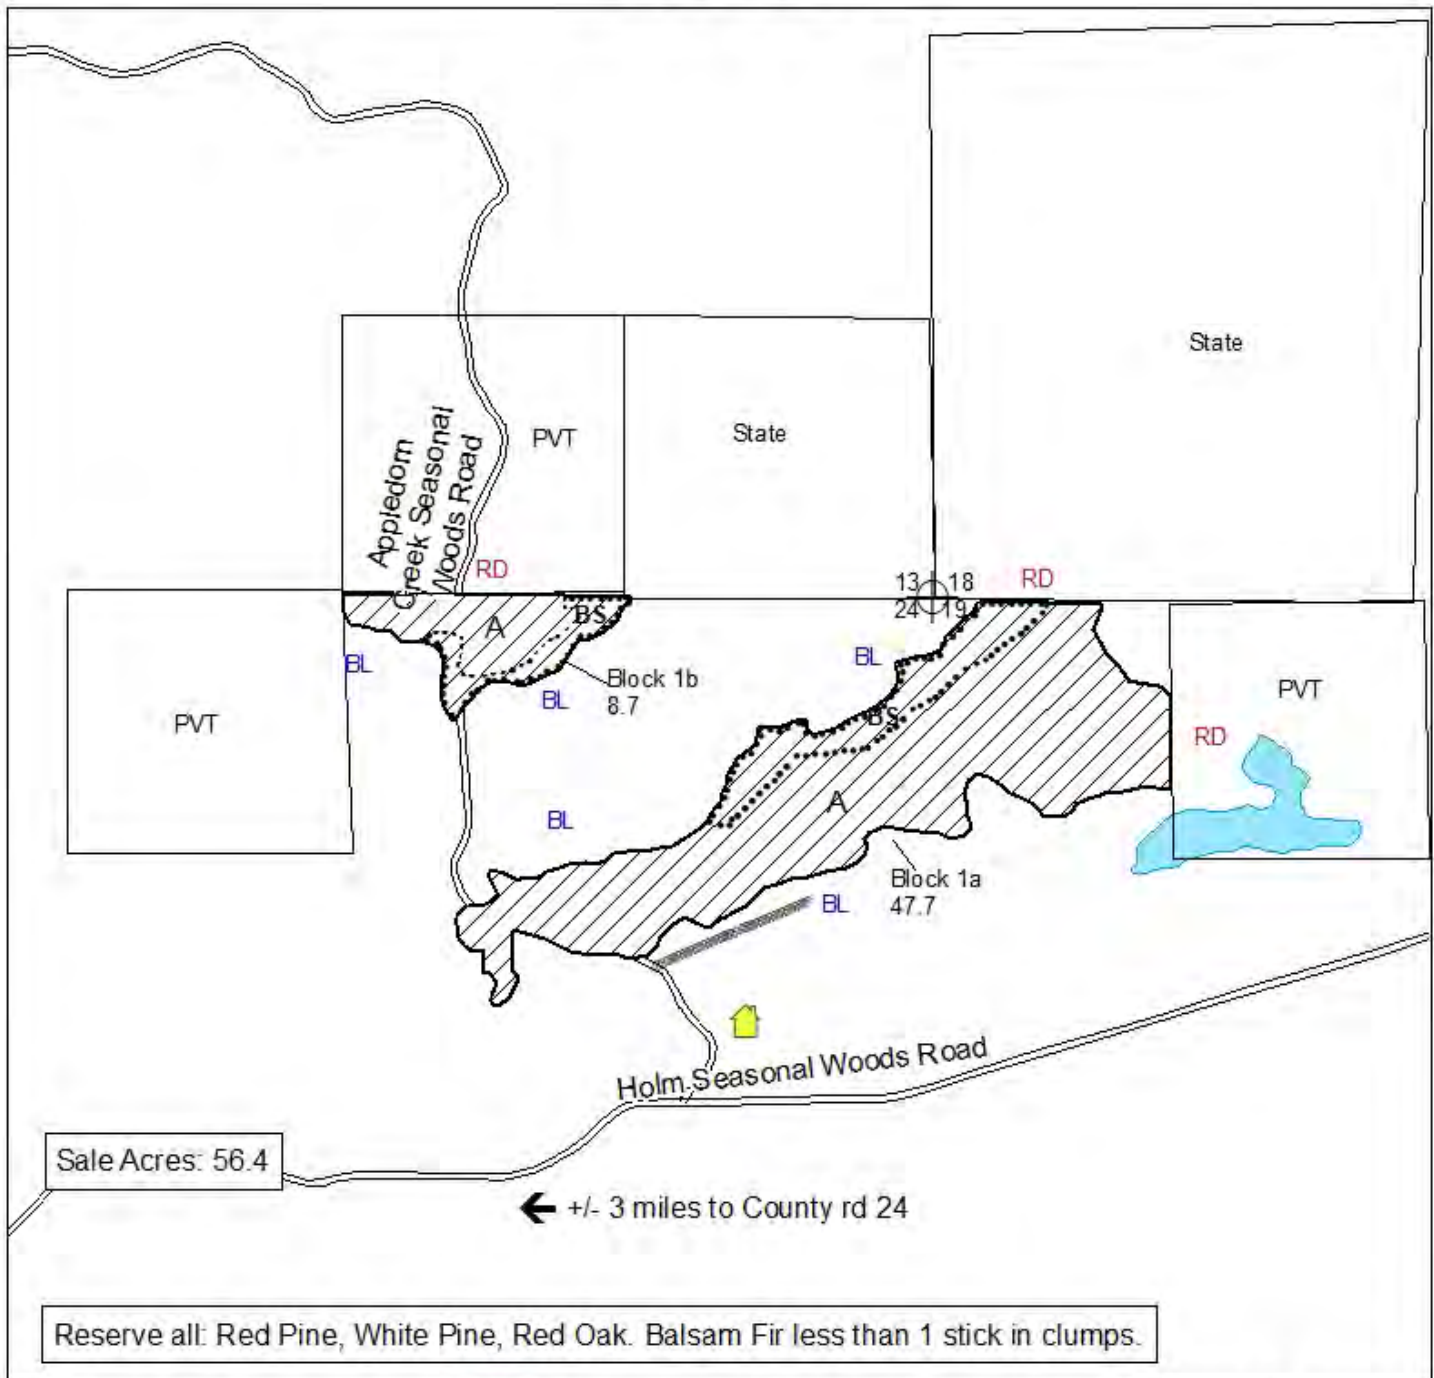 State
State
PVT
Appledorn
Creek Seasonal
Woods Road
RD
13 18
24 19
RD
BS
A
BL
Block 1b
8.7
BL
BL
BS
PVT
PVT
RD
A
BL
Block 1a
47.7
BL
Holm Seasonal Woods Road
Sale Acres: 56.4
+/- 3 miles to County rd 24
Reserve all: Red Pine, White Pine, Red Oak. Balsam Fir less than 1 stick in clumps.